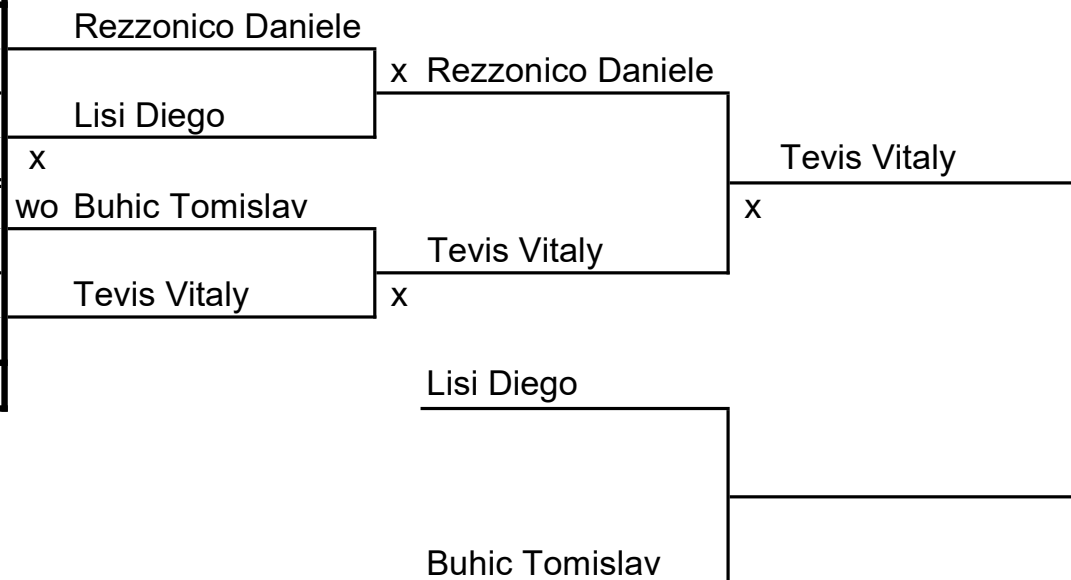 Rezzonico Daniele
x Rezzonico Daniele
Lisi Diego
x
Tevis Vitaly
wo Buhic Tomislav
x
Tevis Vitaly
Tevis Vitaly
x
Lisi Diego
Buhic Tomislav